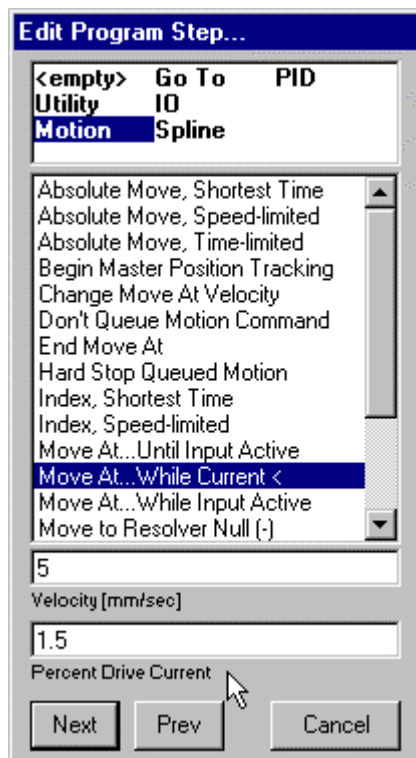 Edit Program Step...
<empty> Go To PID
Utility IO
Motion Spline
Absolute Move, Shortest Time
Absolute Move, Speed-limited
Absolute Move, Time-limited
Begin Master Position Tracking
Change Move At Velocity
Don't Queue Motion Command
End Move At
Hard Stop Queued Motion
Index, Shortest Time
Index, Speed-limited
Move At...Until Input Active
Move At...While Current <
Move At...While Input Active
Move to Resolver Null (-)
5
Velocity [mm/sec]
1.5
Percent Drive Current
Next Prev Cancel